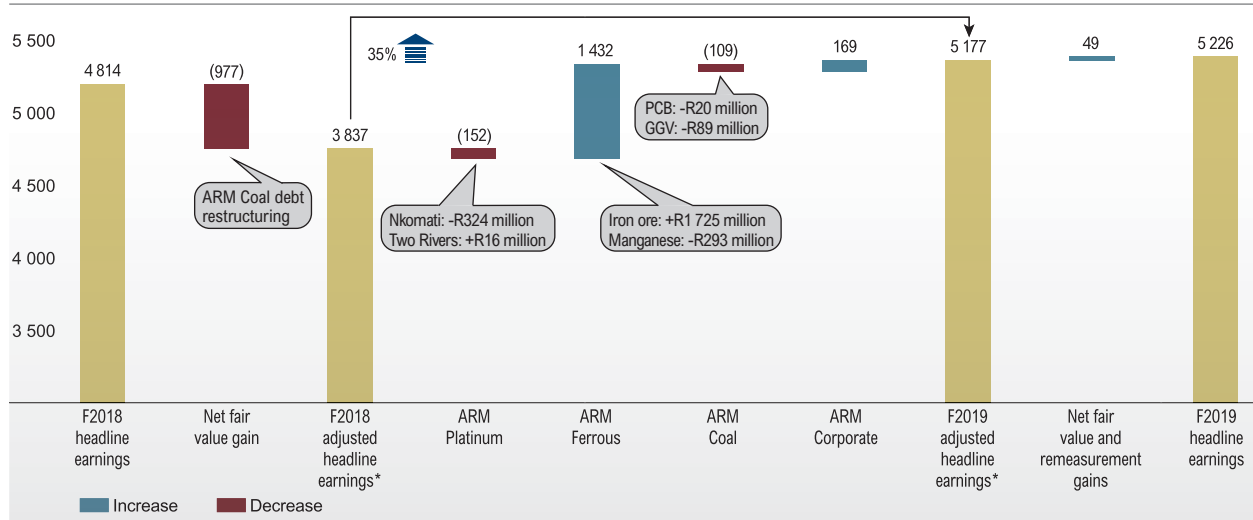 5 500
5 000
4 500
4 000
3 500
35%
4 814
(977)
3 837
(152)
1 432
(109)
169
5 177
49
5 226
ARM Coal debt
restructuring
Nkomati: -R324 million
Two Rivers: +R16 million
Iron ore: +R1 725 million
Manganese: -R293 million
PCB: -R20 million
GGV: -R89 million
F2018
headline
earnings
Net fair
value gain
F2018
adjusted
headline
earnings*
ARM
Platinum
ARM
Ferrous
ARM
Coal
ARM
Corporate
F2019
adjusted
headline
earnings*
Net fair
value and
remeasurement
gains
F2019
headline
earnings
Increase
Decrease